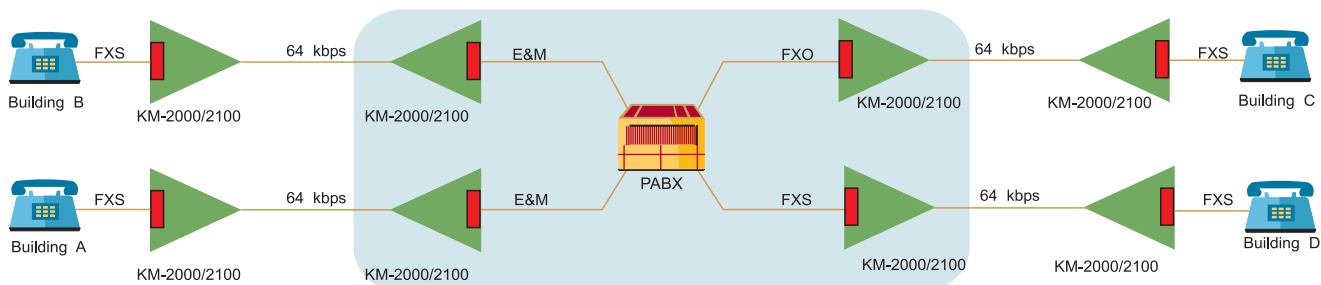 FXS 64 kbps E&M FXO 64 kbps FXS
Building B KM-2000/2100 KM-2000/2100 KM-2000/2100 KM-2000/2100 Building C
PABX
FXS 64 kbps E&M FXS 64 kbps FXS
Building A KM-2000/2100 KM-2000/2100 KM-2000/2100 KM-2000/2100 Building D